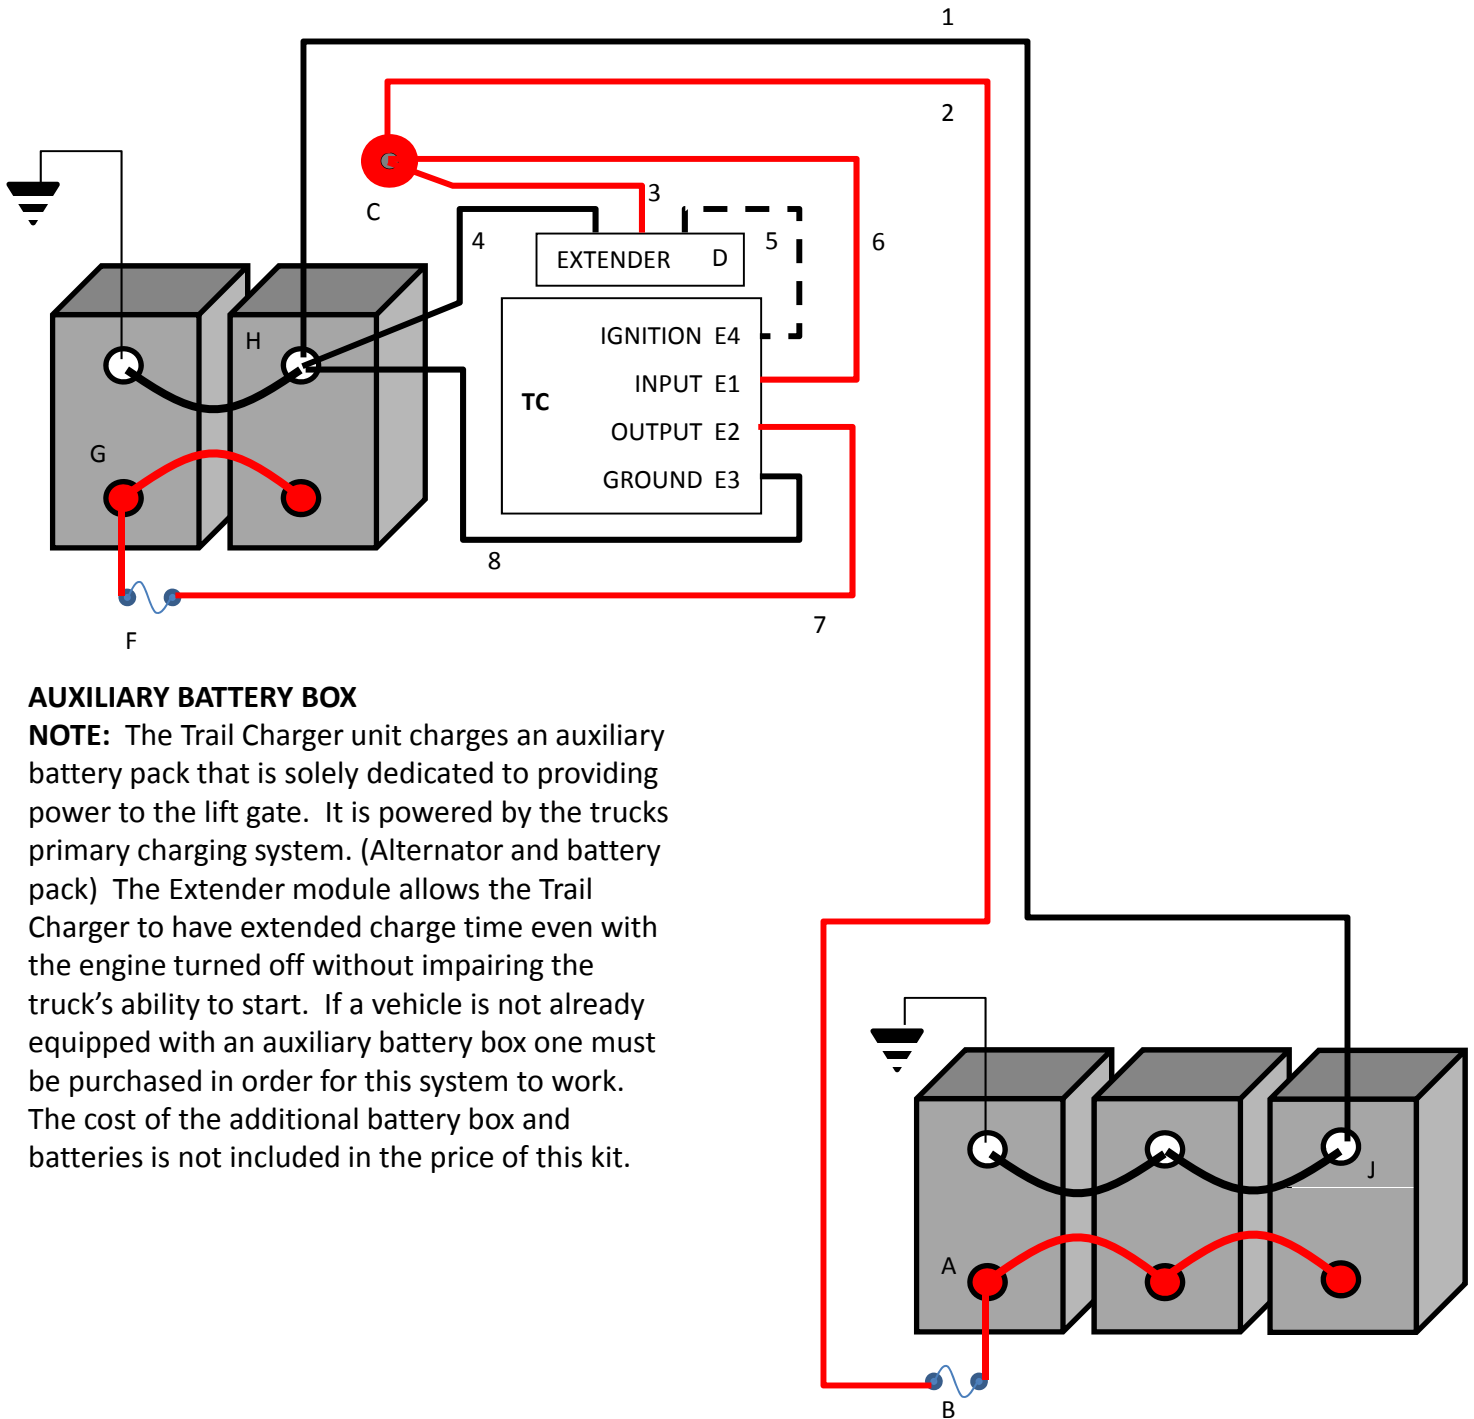 1
2
C
C
3
4
5
6
EXTENDER D
IGNITION E4
H
INPUT E1
TC
OUTPUT E2
G
GROUND E3
8
7
F
AUXILIARY BATTERY BOX
NOTE: The Trail Charger unit charges an auxiliary
battery pack that is solely dedicated to providing
power to the lift gate. It is powered by the trucks
primary charging system. (Alternator and battery
pack) The Extender module allows the Trail
Charger to have extended charge time even with
the engine turned off without impairing the
truck’s ability to start. If a vehicle is not already
equipped with an auxiliary battery box one must
be purchased in order for this system to work.
The cost of the additional battery box and
batteries is not included in the price of this kit.
J
A
B